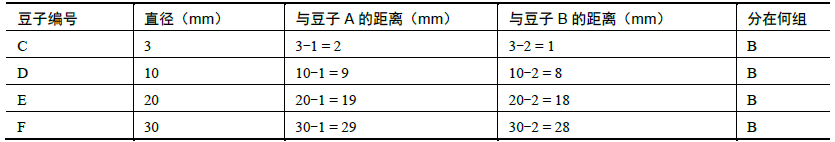 豆子编号 直径（mm） 与豆子 A 的距离（mm） 与豆子 B 的距离（mm） 分在何组
C 3 3−1 = 2 3−2 = 1 B
D 10 10−1 = 9 10−2 = 8 B
E 20 20−1 = 19 20−2 = 18 B
F 30 30−1 = 29 30−2 = 28 B